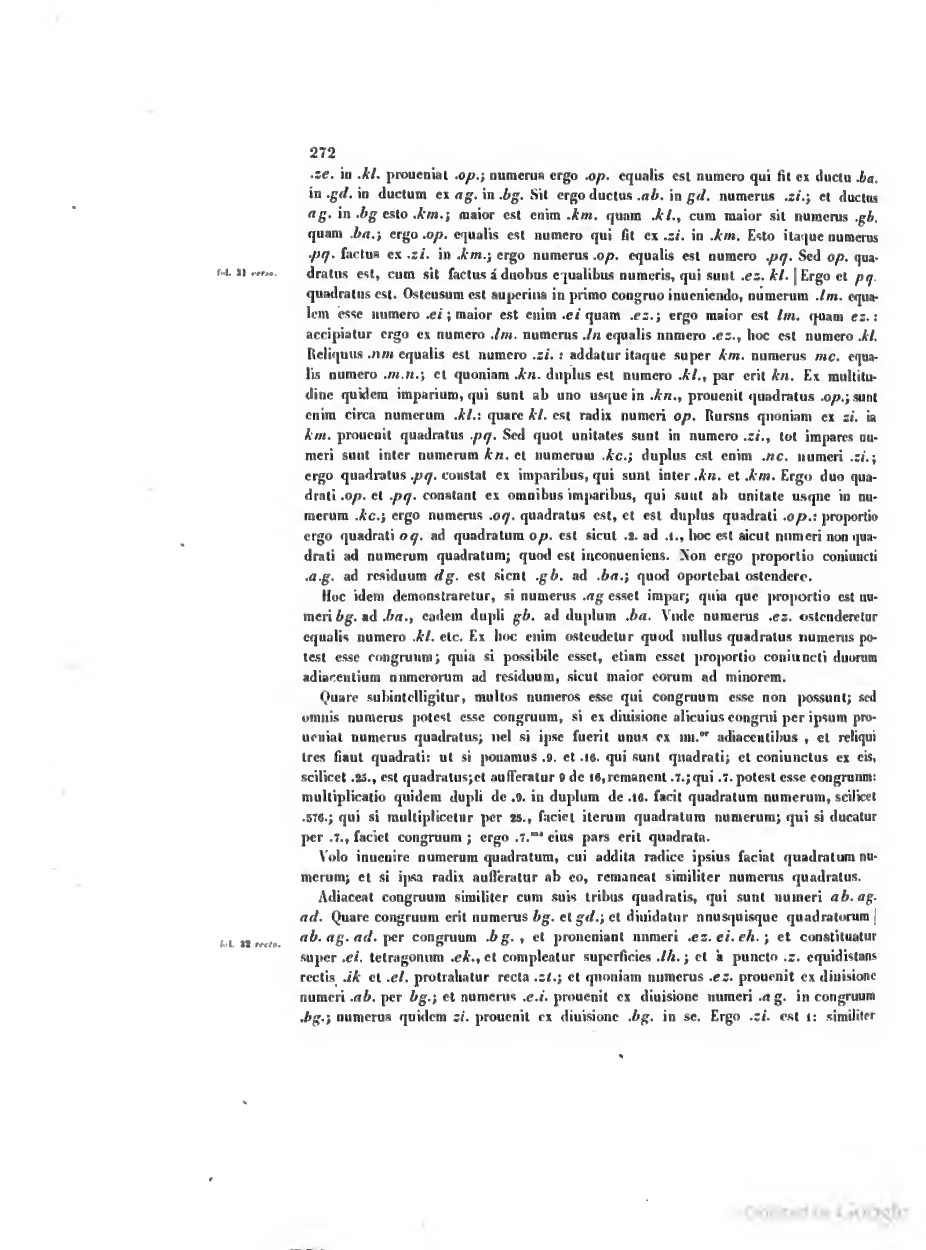 272
.ze. in .kl. proueniat .op.; numerus ergo .op. equalis est numero qui fit ex ductu .ba.
in .gd. in ductum ex ag. in .bg. Sit ergo ductus .ab. in gd. numerus .zi.; et ductus
ag. in .bg esto .km.; maior est enim .km. quam .kl., cum maior sit numerus .gb.
quam .ba.; ergo .op. equalis est numero qui fit ex .zi. in .km. Esto itaque numerus
.pq. factus ex .zi. in .km.; ergo numerus .op. equalis est numero .pq. Sed op. qua-
fol. 31 verso.
dratus est, cum sit factus á duobus equalibus numeris, qui sunt .ez. kl. | Ergo et pq.
quadratus est. Ostensum est superius in primo congruo inueniendo, numerum .lm. equa-
lem esse numero .ei; maior est enim .ei quam .ez.; ergo maior est lm. quam ez.:
accipiatur ergo ex numero .lm. numerus .ln equalis numero .ez., hoc est numero .kl.
Reliquus .nm equalis est numero .zi.: addatur itaque super km. numerus mc. equa-
lis numero .m.n.; et quoniam .kn. duplus est numero .kl., par erit kn. Ex multitu-
dine quidem imparium, qui sunt ab uno usque in .kn., prouenit quadratus .op.; sunt
enim circa numerum .kl.: quare kl. est radix numeri op. Rursus quoniam ex zi. in
km. prouenit quadratus .pq. Sed quot unitates sunt in numero .zi., tot impares nu-
meri sunt inter numerum kn. et numerum .kc.; duplus est enim .nc. numeri .zi.;
ergo quadratus .pq. constat ex imparibus, qui sunt inter .kn. et .km. Ergo duo qua-
drati .op. et .pq. constant ex omnibus imparibus, qui sunt ab unitate usque in nu-
merum .kc.; ergo numerus .oq. quadratus est, et est duplus quadrati .op.: proportio
ergo quadrati oq. ad quadratum op. est sicut .2. ad .1., hoc est sicut numeri non qua-
drati ad numerum quadratum; quod est inconueniens. Non ergo proportio coniuncti
.a.g. ad residuum dg. est sicut .gb. ad .ba.; quod oportebat ostendere.
Hoc idem demonstraretur, si numerus .ag esset impar; quia que proportio est nu-
meri bg. ad .ba., eadem dupli gb. ad duplum .ba. Vnde numerus .ez. ostenderetur
equalis numero .kl. etc. Ex hoc enim ostendetur quod nullus quadratus numerus po-
test esse congruum; quia si possibile esset, etiam esset proportio coniuncti duorum
adiacentium numerorum ad residuum, sicut maior eorum ad minorem.
Quare subintelligitur, multos numeros esse qui congruum esse non possunt; sed
omnis numerus potest esse congruum, si ex diuisione alicuius congrui per ipsum pro-
ueniat numerus quadratus; uel si ipse fuerit unus ex IIII.or adiacentibus , et reliqui
tres fiant quadrati: ut si ponamus .9. et .16. qui sunt quadrati; et coniunctus ex eis,
scilicet .25., est quadratus; et aufferatur 9 de 16, remanent .7.; qui .7. potest esse congruum:
multiplicatio quidem dupli de .9. in duplum de .16. facit quadratum numerum, scilicet
.576.; qui si multiplicetur per 25., faciet iterum quadratum numerum; qui si ducatur
per .7., faciet congruum ; ergo .7.ma eius pars erit quadrata.
Volo inuenire numerum quadratum, cui addita radice ipsius faciat quadratum nu-
merum; et si ipsa radix aufferatur ab eo, remaneat similiter numerus quadratus.
Adiaceat congruum similiter cum suis tribus quadratis, qui sunt numeri ab. ag.
ad. Quare congruum erit numerus bg. et gd.; et diuidatur unusquisque quadratorum |
fol. 32 recto.
ab. ag. ad. per congruum .bg. , et proueniant numeri .ez. ei. eh. ; et constituatur
super .ei. tetragonum .ek., et compleatur superficies .lh. ; et à puncto .z. equidistans
rectis .ik et .el. protrahatur recta .zt.; et quoniam numerus .ez. prouenit ex diuisione
numeri .ab. per bg.; et numerus .e.i. prouenit ex diuisione numeri .ag. in congruum
.bg.; numerus quidem zi. prouenit ex diuisione .bg. in se. Ergo .zi. est 1: similiter
Digitized by Google